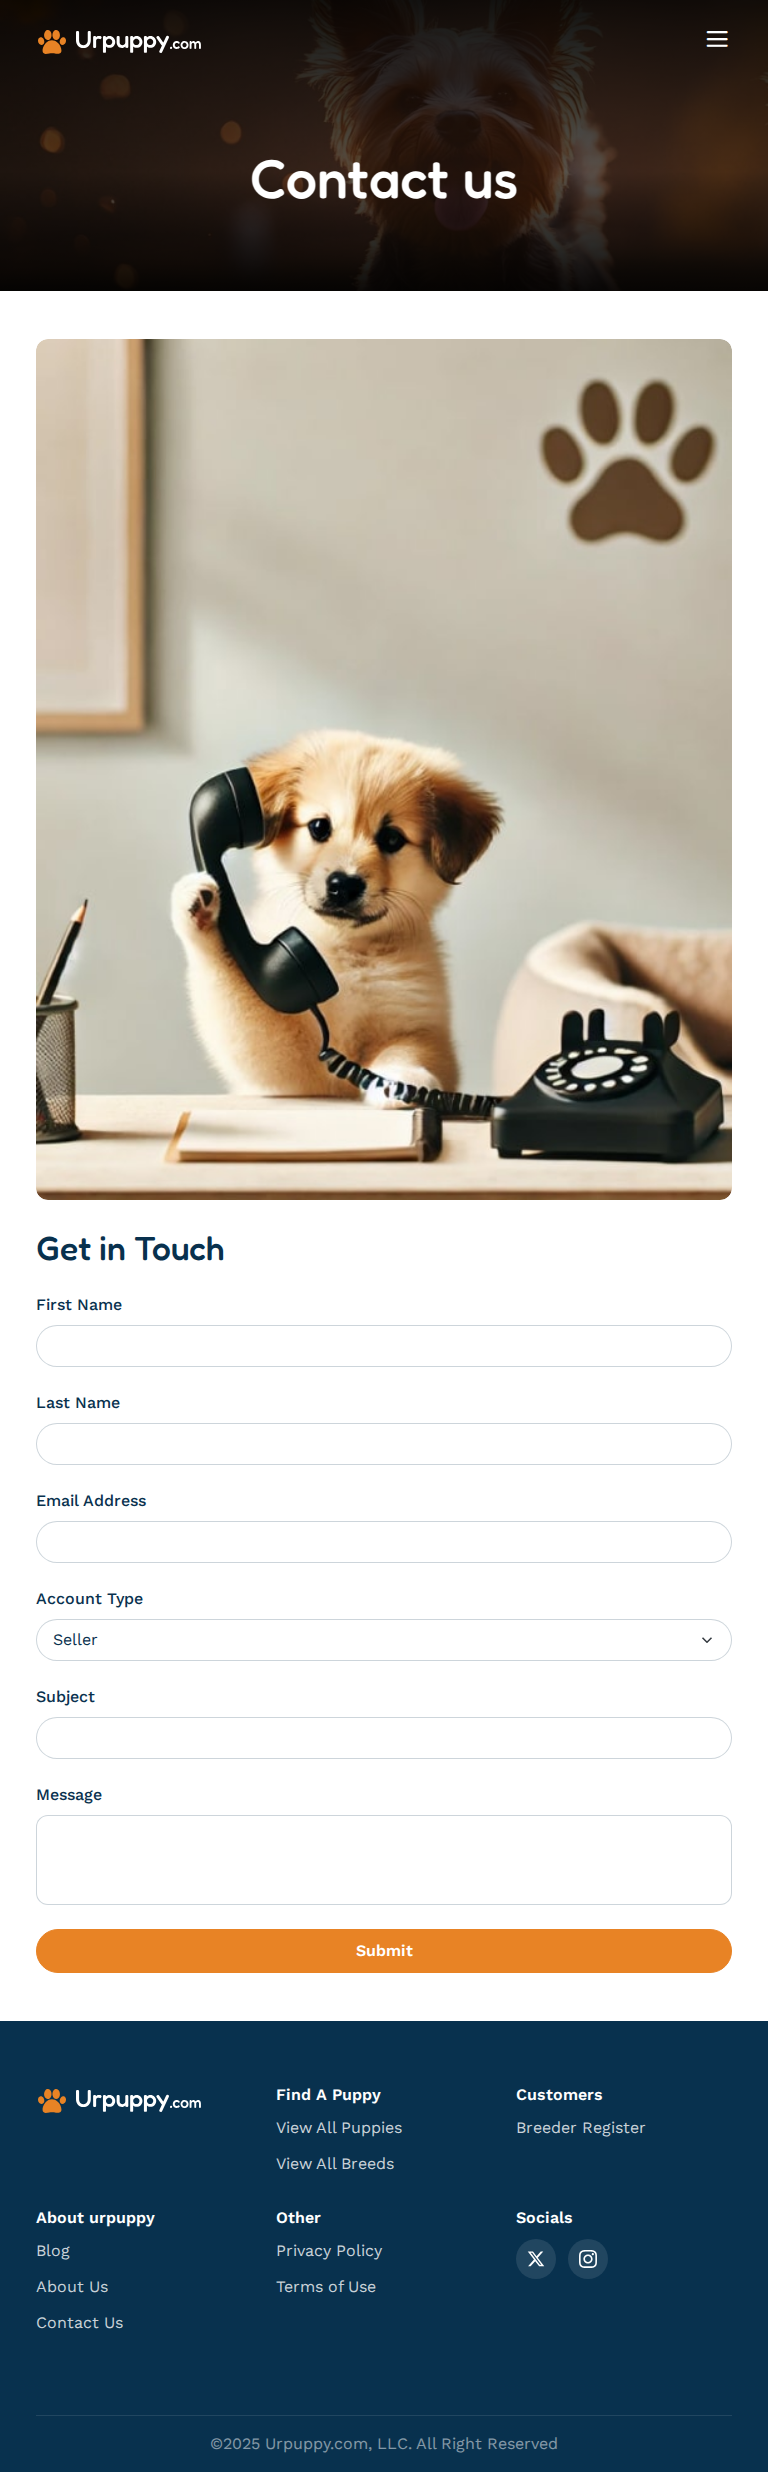 Urpuppy.com
Contact us
Get in Touch
First Name
Last Name
Email Address
Account Type
Seller
Subject
Message
Submit
Urpuppy.com
Find A Puppy
View All Puppies
View All Breeds
Customers
Breeder Register
About urpuppy
Blog
About Us
Contact Us
Other
Privacy Policy
Terms of Use
Socials
©2025 Urpuppy.com, LLC. All Right Reserved